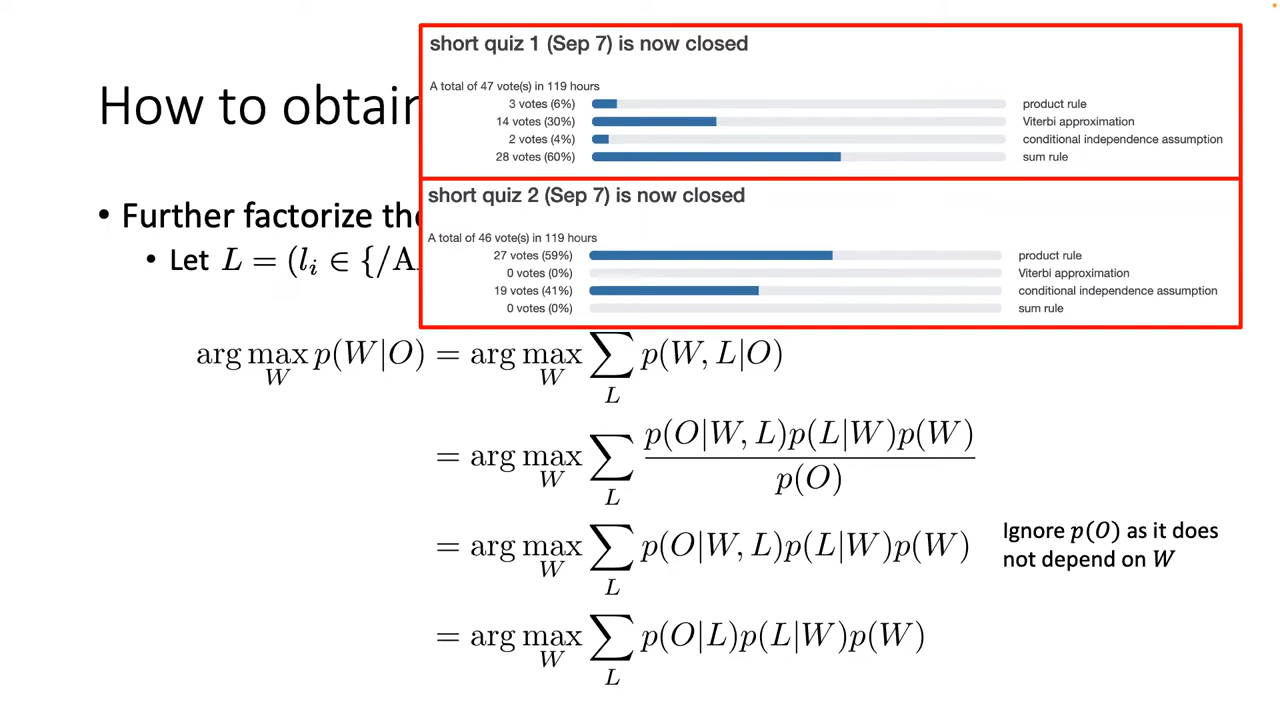 short quiz 1 (Sep 7) is now closed
A total of 47 vote(s) in 119 hours
3 votes (6%) product rule
14 votes (30%) Viterbi approximation
2 votes (4%) conditional independence assumption
28 votes (60%) sum rule
How to obtain
short quiz 2 (Sep 7) is now closed
A total of 46 vote(s) in 119 hours
27 votes (59%) product rule
0 votes (0%) Viterbi approximation
19 votes (41%) conditional independence assumption
0 votes (0%) sum rule
• Further factorize the
• Let L = (l_i ∈ {/A
arg max_W p(W|O) = arg max_W ∑_L p(W, L|O)
= arg max_W ∑_L p(O|W, L)p(L|W)p(W) / p(O)
= arg max_W ∑_L p(O|W, L)p(L|W)p(W)
Ignore p(O) as it does
not depend on W
= arg max_W ∑_L p(O|L)p(L|W)p(W)